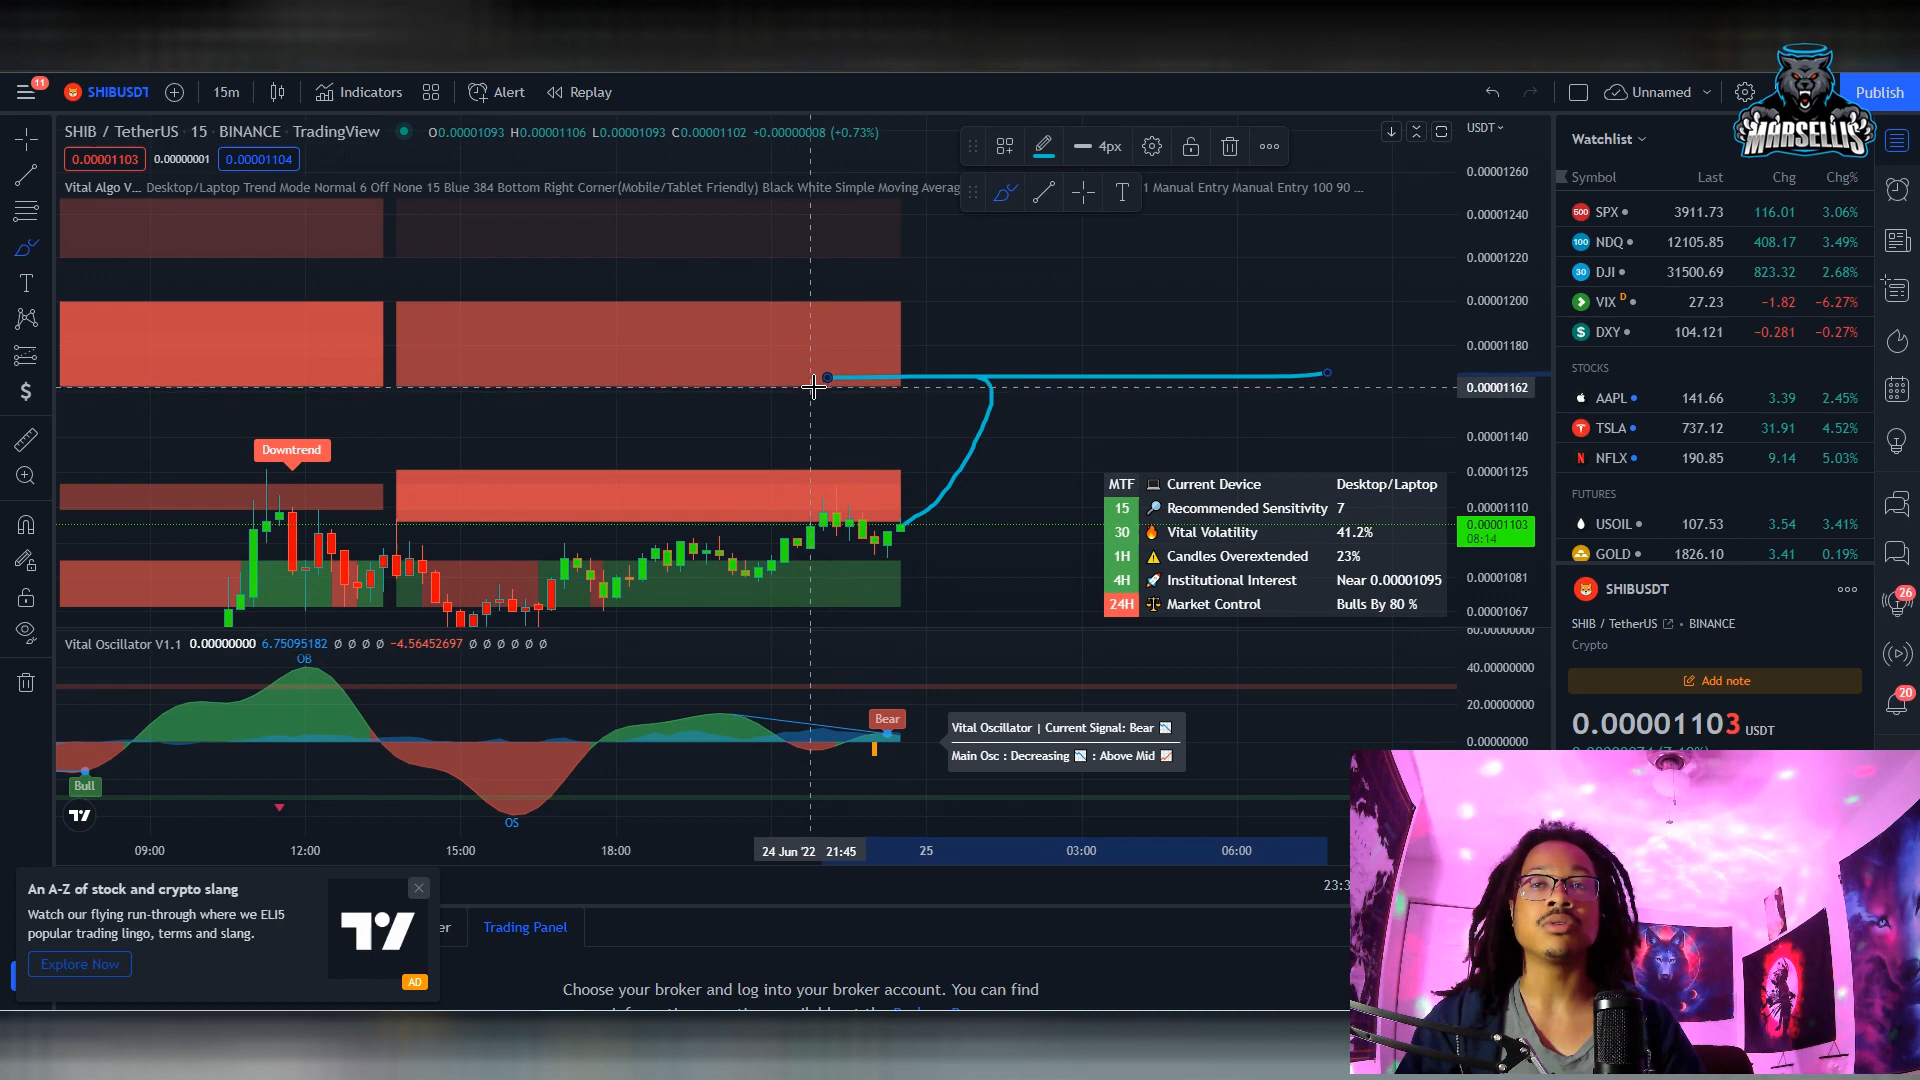 11
SHIBUSDT
15m
Indicators
Alert
Replay
Unnamed
Publish
MARSELLIS
SHIB / TetherUS · 15 · BINANCE · TradingView
O0.00001093 H0.00001106 L0.00001093 C0.00001102 +0.00000008 (+0.73%)
USDT
0.00001103 0.00000001 0.00001104
4px
Vital Algo V... Desktop/Laptop Trend Mode Normal 6 Off None 15 Blue 384 Bottom Right Corner(Mobile/Tablet Friendly) Black White Simple Moving Averag
1 Manual Entry Manual Entry 100 90 ...
T
T
0.00001260
0.00001240
0.00001220
0.00001200
0.00001180
0.00001162
0.00001140
0.00001125
0.00001110
0.00001103
08:14
0.00001081
0.00001067
Downtrend
MTF Current Device Desktop/Laptop
15 Recommended Sensitivity 7
30 Vital Volatility 41.2%
1H Candles Overextended 23%
4H Institutional Interest Near 0.00001095
24H Market Control Bulls By 80 %
Vital Oscillator V1.1 0.00000000 6.75095182 Ø Ø Ø Ø −4.56452697 Ø Ø Ø Ø Ø Ø
60.00000000
40.00000000
20.00000000
0.00000000
OB
Bear
Bull
OS
Vital Oscillator | Current Signal: Bear
Main Osc : Decreasing : Above Mid
09:00 12:00 15:00 18:00 24 Jun '22 21:45 25 03:00 06:00
23:3
An A-Z of stock and crypto slang
Watch our flying run-through where we ELI5
popular trading lingo, terms and slang.
Explore Now
AD
er
Trading Panel
Choose your broker and log into your broker account. You can find
Watchlist
Symbol Last Chg Chg%
500 SPX 3911.73 116.01 3.06%
100 NDQ 12105.85 408.17 3.49%
30 DJI 31500.69 823.32 2.68%
VIX D 27.23 −1.82 −6.27%
$ DXY 104.121 −0.281 −0.27%
STOCKS
AAPL 141.66 3.39 2.45%
TSLA 737.12 31.91 4.52%
N NFLX 190.85 9.14 5.03%
FUTURES
USOIL 107.53 3.54 3.41%
GOLD 1826.10 3.41 0.19%
SHIBUSDT
SHIB / TetherUS · BINANCE
Crypto
Add note
0.00001103 USDT
26
20